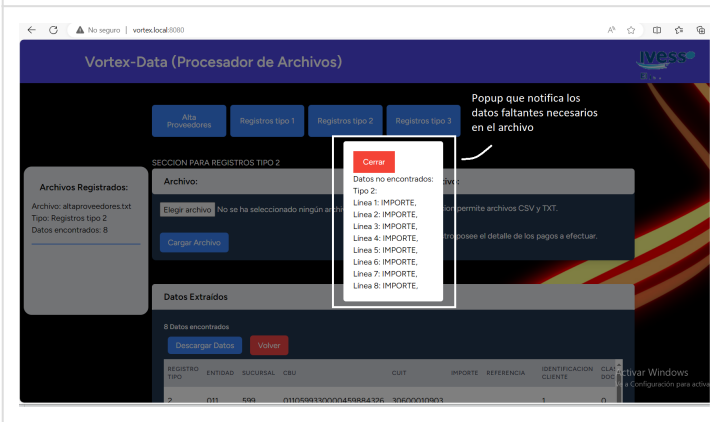 No seguro | vortex.local:8080
Vortex-Data (Procesador de Archivos)
ivess
Popup que notifica los
datos faltantes necesarios
en el archivo
Alta
Proveedores
Registros tipo 1
Registros tipo 2
Registros tipo 3
SECCION PARA REGISTROS TIPO 2
Archivos Registrados:
Archivo: altaproveedores.txt
Tipo: Registros tipo 2
Datos encontrados: 8
Archivo:
Elegir archivo No se ha seleccionado ningún
Cargar Archivo
permite archivos CSV y TXT.
posee el detalle de los pagos a efectuar.
Cerrar
Datos no encontrados:
Tipo 2:
Linea 1: IMPORTE,
Linea 2: IMPORTE,
Linea 3: IMPORTE,
Linea 4: IMPORTE,
Linea 5: IMPORTE,
Linea 6: IMPORTE,
Linea 7: IMPORTE,
Linea 8: IMPORTE,
Datos Extraídos
8 Datos encontrados
Descargar Datos
Volver
REGISTRO TIPO ENTIDAD SUCURSAL CBU CUIT IMPORTE REFERENCIA IDENTIFICACION CLIENTE
2 011 599 0110599330000459884326 30600010903 1 0
Activar Windows
a Configuración para activa